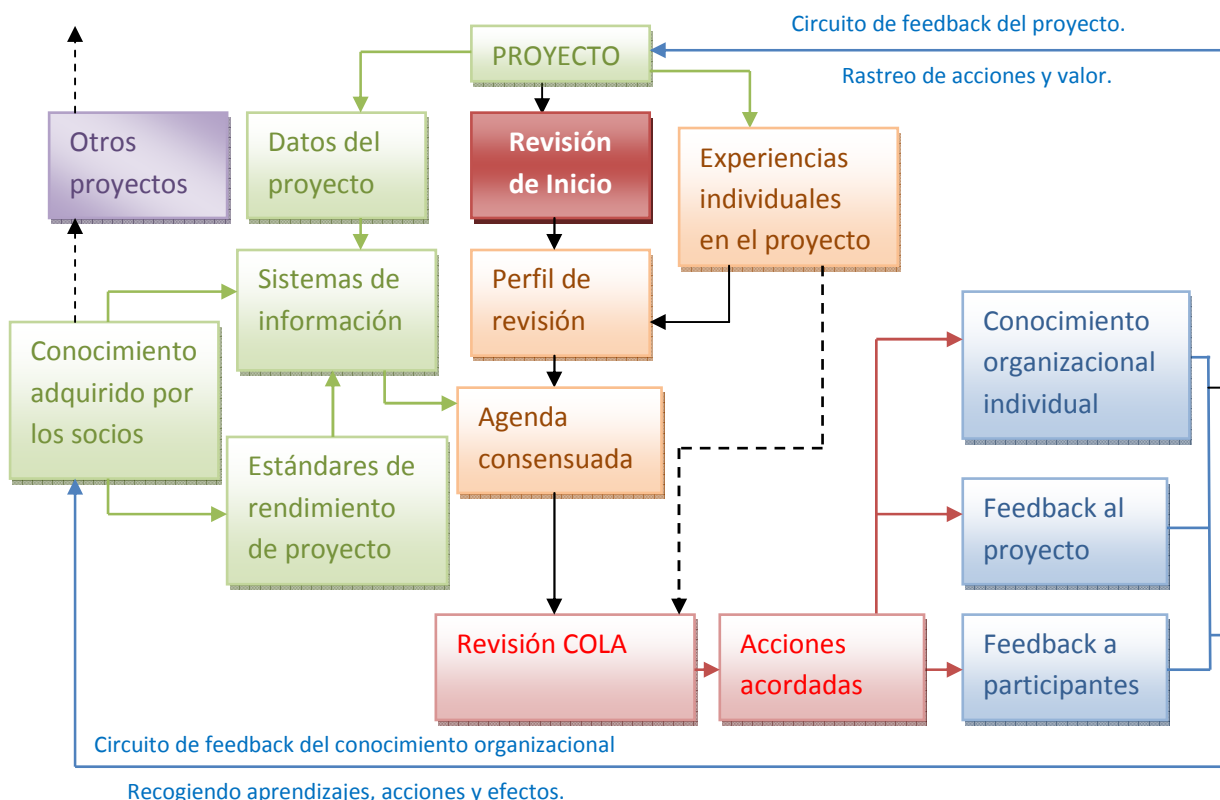 Circuito de feedback del proyecto.
PROYECTO
Rastreo de acciones y valor.
Otros
proyectos
Datos del
proyecto
Revisión
de Inicio
Experiencias
individuales
en el proyecto
Sistemas de
información
Perfil de
revisión
Conocimiento
adquirido por
los socios
Conocimiento
organizacional
individual
Agenda
consensuada
Estándares de
rendimiento
de proyecto
Feedback al
proyecto
Revisión COLA
Acciones
acordadas
Feedback a
participantes
Circuito de feedback del conocimiento organizacional
Recogiendo aprendizajes, acciones y efectos.